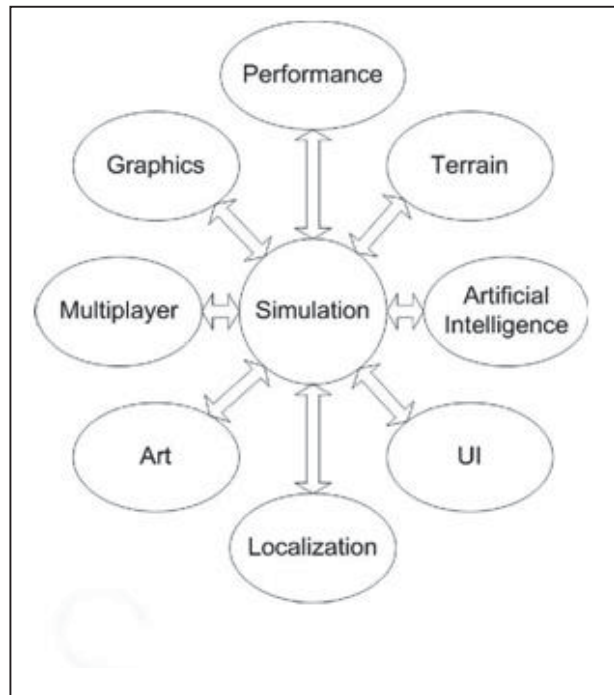 Performance
Graphics
Terrain
Multiplayer
Simulation
Artificial
Intelligence
Art
UI
Localization